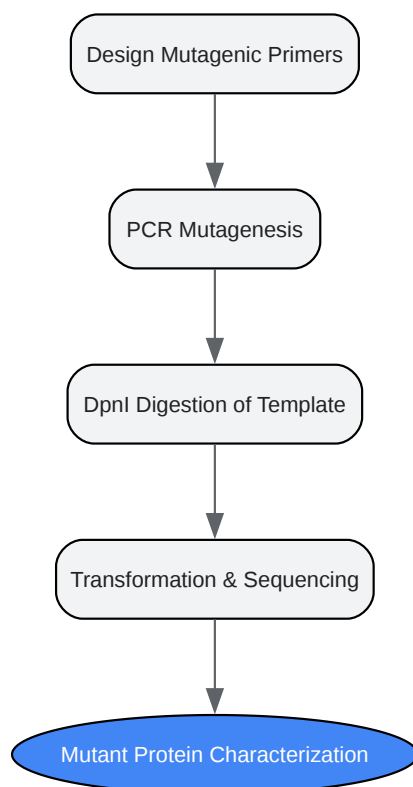 Design Mutagenic Primers
PCR Mutagenesis
DpnI Digestion of Template
Transformation & Sequencing
Mutant Protein Characterization